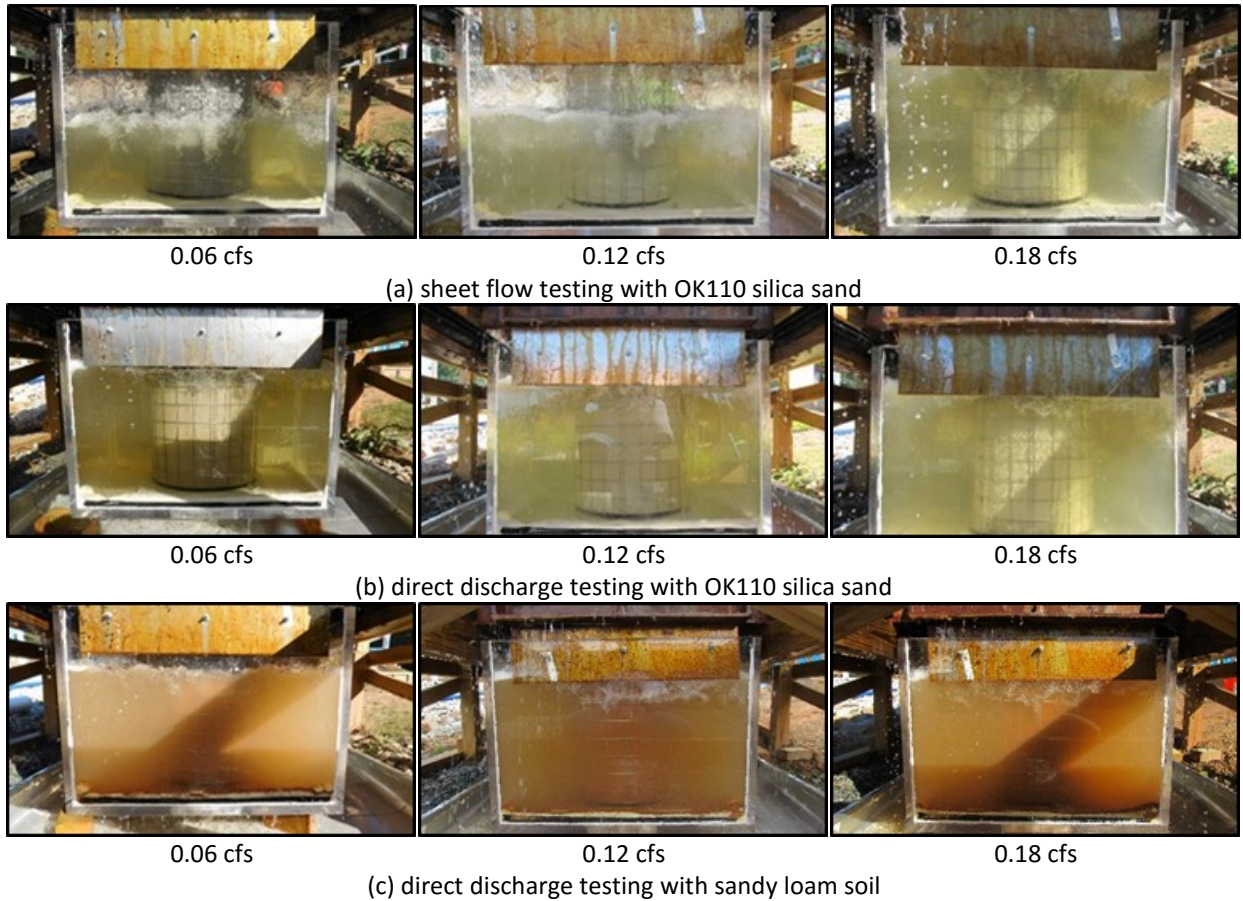 0.06 cfs 0.12 cfs 0.18 cfs
(a) sheet flow testing with OK110 silica sand
0.06 cfs 0.12 cfs 0.18 cfs
(b) direct discharge testing with OK110 silica sand
0.06 cfs 0.12 cfs 0.18 cfs
(c) direct discharge testing with sandy loam soil